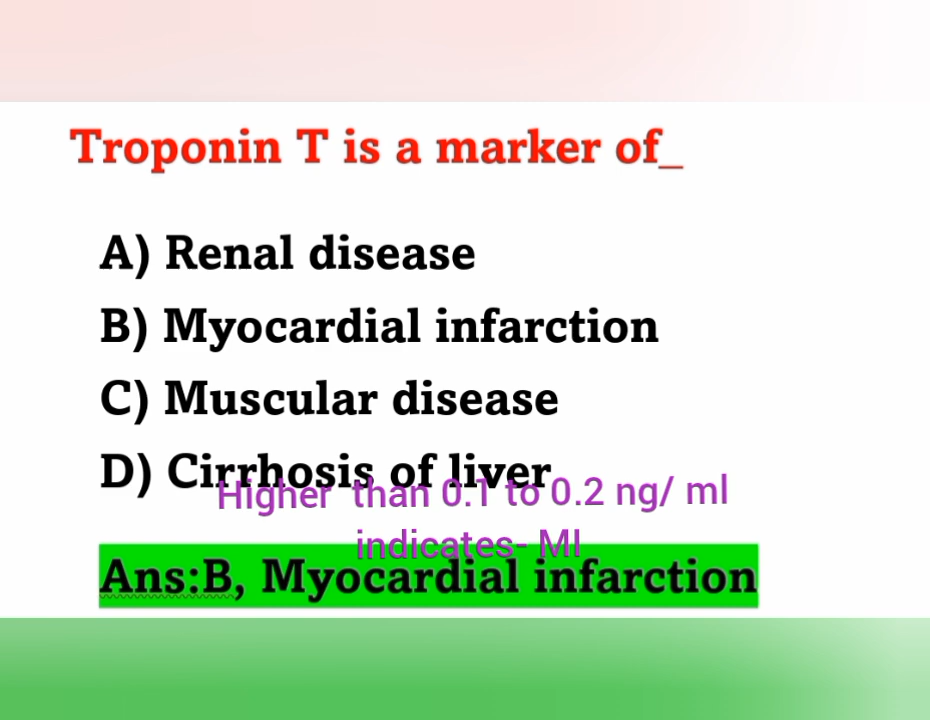 Troponin T is a marker of_
A) Renal disease
B) Myocardial infarction
C) Muscular disease
D) Cirrhosis of liver
Higher than 0.1 to 0.2 ng/ ml
indicates- MI
Ans:B, Myocardial infarction